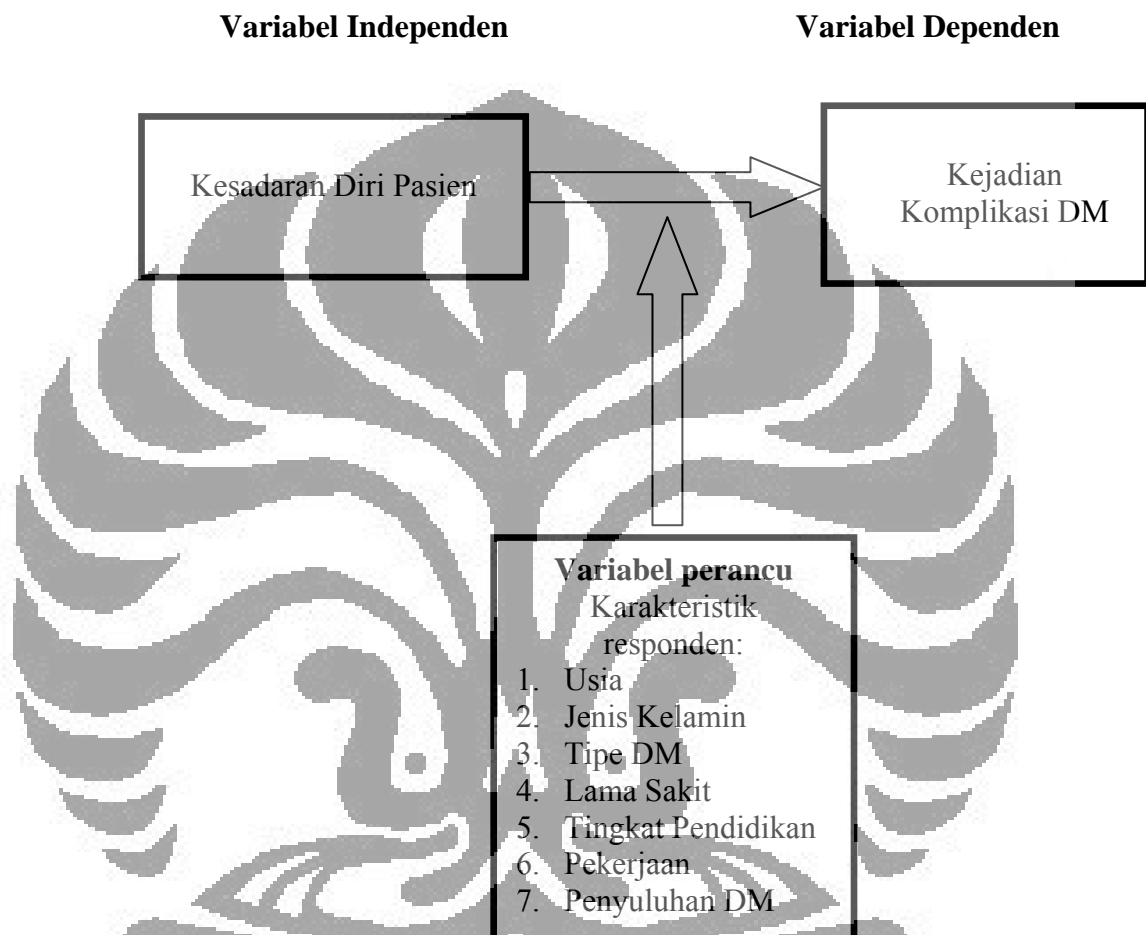 Variabel Independen
Variabel Dependen
Kesadaran Diri Pasien
Kejadian
Komplikasi DM
Variabel perancu
Karakteristik
responden:
1. Usia
2. Jenis Kelamin
3. Tipe DM
4. Lama Sakit
5. Tingkat Pendidikan
6. Pekerjaan
7. Penyuluhan DM